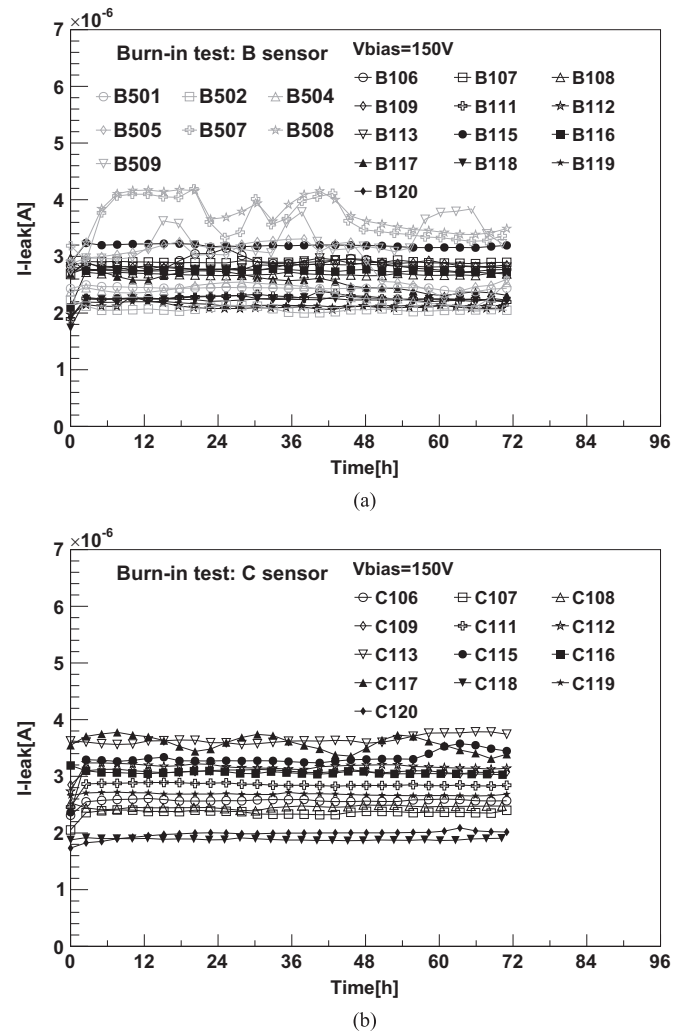 ×10⁻⁶
7
Burn-in test: B sensor
Vbias=150V
B501 B502 B504
B505 B507 B508
B509
B106 B107 B108
B109 B111 B112
B113 B115 B116
B117 B118 B119
B120
6
5
4
3
2
1
0
I-leak[A]
0 12 24 36 48 60 72 84 96
Time[h]
(a)
×10⁻⁶
7
Burn-in test: C sensor
Vbias=150V
C106 C107 C108
C109 C111 C112
C113 C115 C116
C117 C118 C119
C120
6
5
4
3
2
1
0
I-leak[A]
0 12 24 36 48 60 72 84 96
Time[h]
(b)